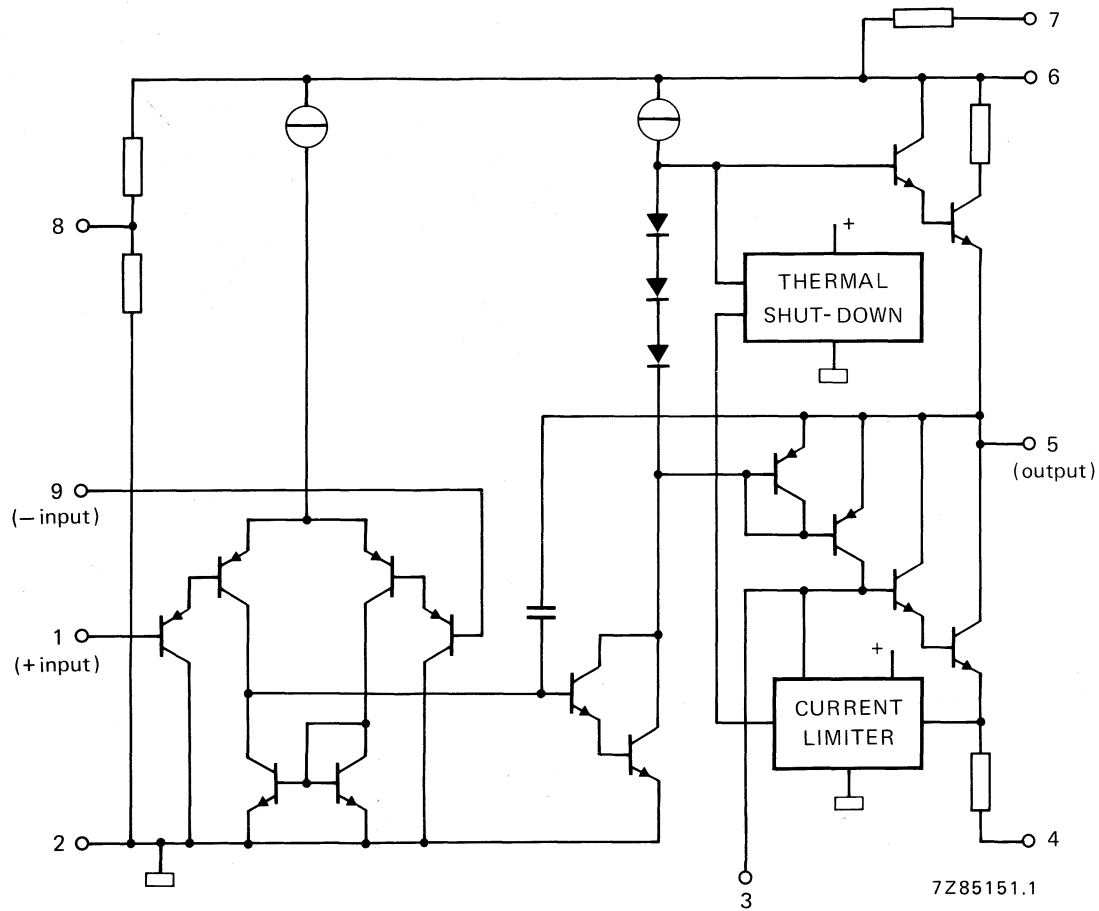 7
6
8
+
THERMAL
SHUT-DOWN
5
(output)
9
(-input)
1
(+input)
+
CURRENT
LIMITER
2
4
3
7Z85151.1